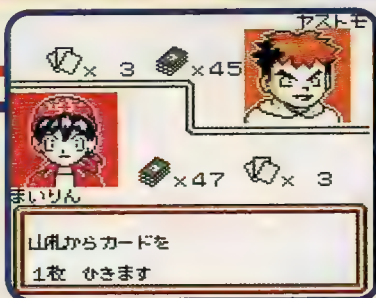 ヤストモ
× 3 ×45
まいりん
×47 × 3
山札からカードを
1枚 ひきます